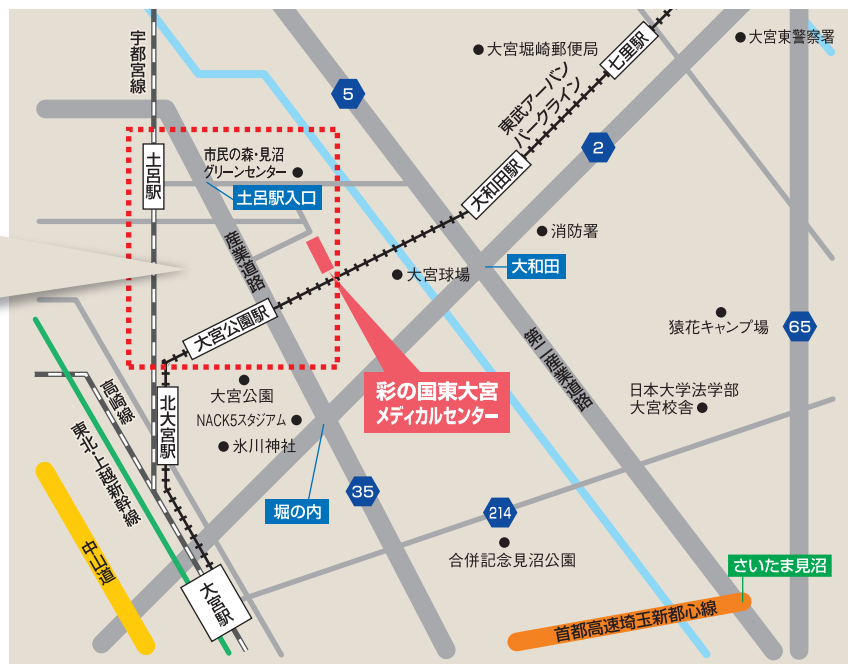 宇都宮線
大宮堀崎郵便局
七里駅
大宮東警察署
5
東武アーバン
パークライン
2
市民の森・見沼
グリーンセンター
土呂駅
土呂駅入口
大和田駅
産業道路
消防署
大和田
大宮球場
大宮公園駅
猿花キャンプ場
65
第二産業道路
彩の国東大宮
メディカルセンター
高崎線
北大宮駅
大宮公園
NACK5スタジアム
氷川神社
日本大学法学部
大宮校舎
東北・上越新幹線
35
堀の内
214
中山道
合併記念見沼公園
さいたま見沼
大宮駅
首都高速埼玉新都心線